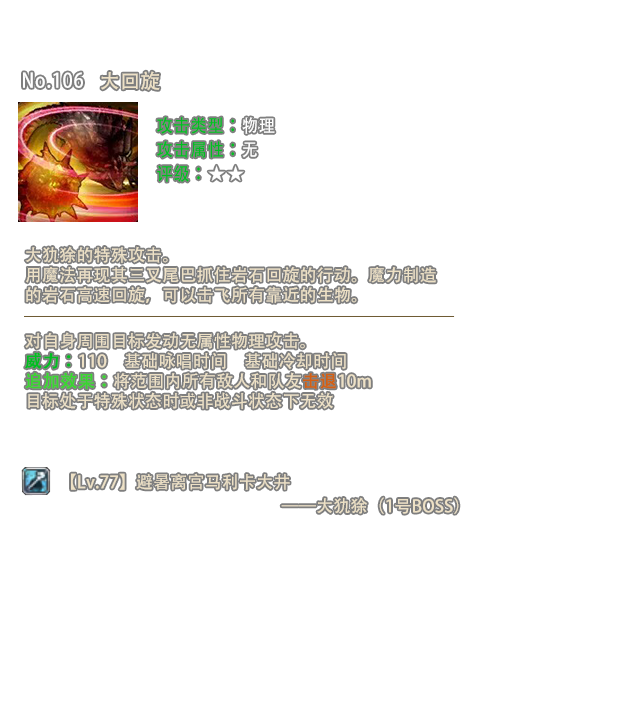 No.106 大回旋
攻击类型：物理
攻击属性：无
评级：☆☆
大犰狳的特殊攻击。
用魔法再现其三叉尾巴抓住岩石回旋的行动。魔力制造
的岩石高速回旋，可以击飞所有靠近的生物。
对自身周围目标发动无属性物理攻击。
威力：110 基础咏唱时间 基础冷却时间
追加效果：将范围内所有敌人和队友击退10m
目标处于特殊状态时或非战斗状态下无效
【Lv.77】避暑离宫马利卡大井
——大犰狳（1号BOSS）